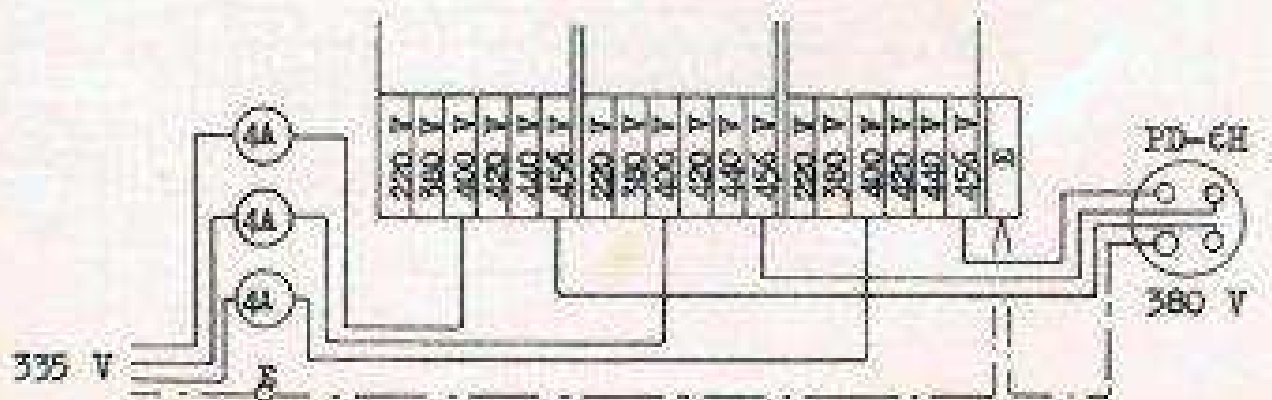 4A
4A
4A
335 V
E
220 V
380 V
400 V
420 V
440 V
456 V
220 V
380 V
400 V
420 V
440 V
456 V
220 V
380 V
400 V
420 V
440 V
456 V
E
PD-6H
380 V